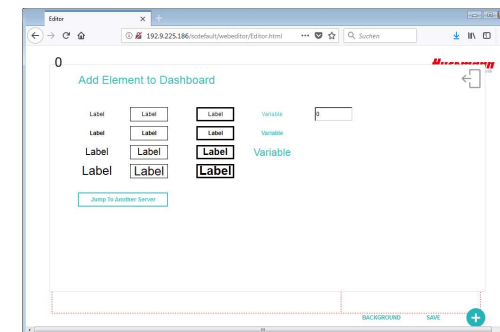 Editor
192.9.225.186/scdefault/webeditor/Editor.html
Suchen
0
Add Element to Dashboard
Label Label Label Variable 0
Label Label Label Variable
Label Label Label Variable
Label Label Label
Jump To Another Server
BACKGROUND SAVE